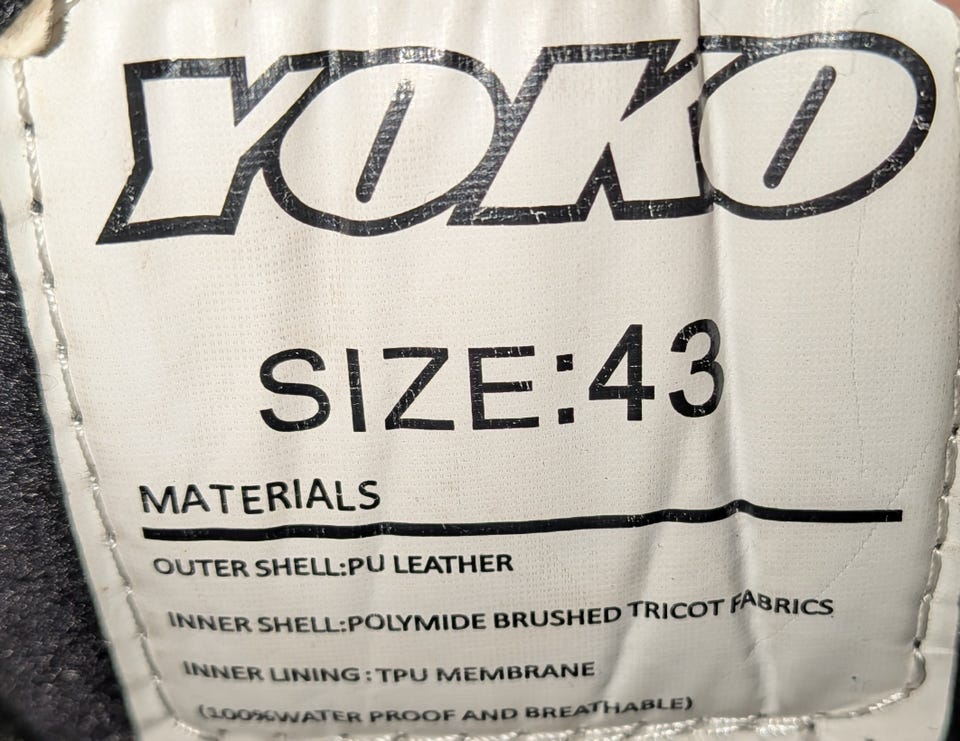 YOKO
SIZE:43
MATERIALS
OUTER SHELL:PU LEATHER
INNER SHELL:POLYMIDE BRUSHED TRICOT FABRICS
INNER LINING:TPU MEMBRANE
(100%WATER PROOF AND BREATHABLE)